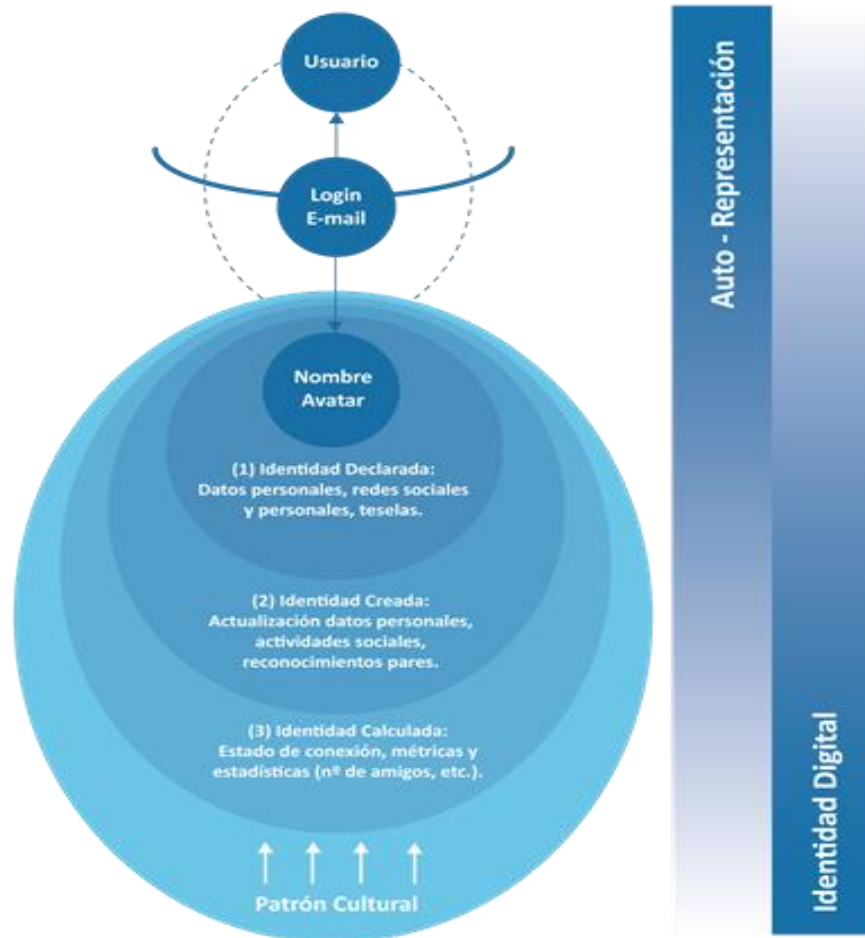 Usuario
Login
E-mail
Nombre
Avatar
(1) Identidad Declarada:
Datos personales, redes sociales
y personales, teselas.
(2) Identidad Creada:
Actualización datos personales,
actividades sociales,
reconocimientos pares.
(3) Identidad Calculada:
Estado de conexión, métricas y
estadísticas (nº de amigos, etc.).
Patrón Cultural
Auto - Representación
Identidad Digital